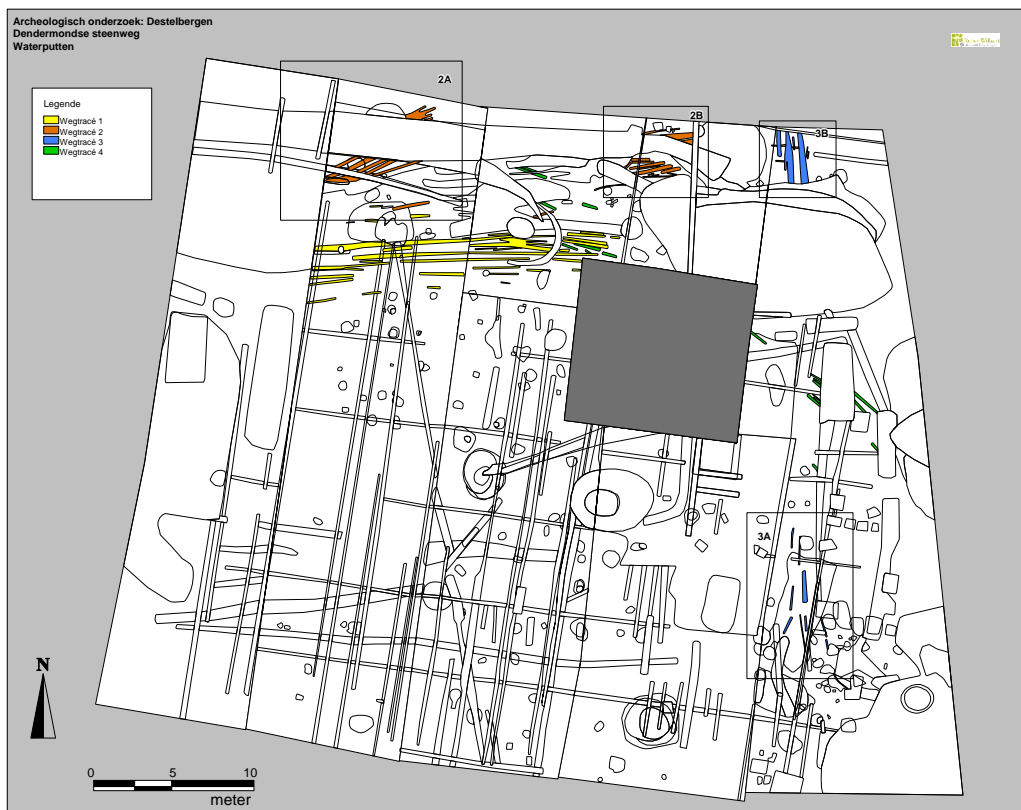 Archeologisch onderzoek: Destelbergen
Dendermondse steenweg
Waterputten
Legende
Wegtracé 1
Wegtracé 2
Wegtracé 3
Wegtracé 4
2A
2B
3B
3A
N
0 5 10
meter